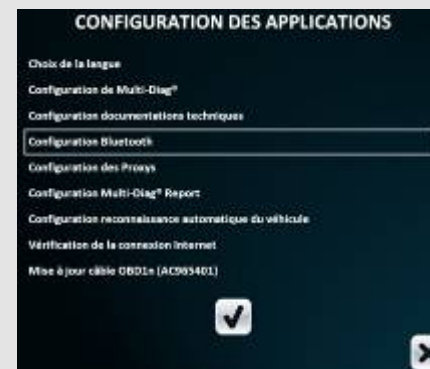 CONFIGURATION DES APPLICATIONS
Choix de la langue
Configuration de Multi-Diag®
Configuration documentations techniques
Configuration Bluetooth
Configuration des Proxys
Configuration Multi-Diag® Report
Configuration reconnaissance automatique du véhicule
Vérification de la connexion Internet
Mise à jour câble OBD1n (AC965401)